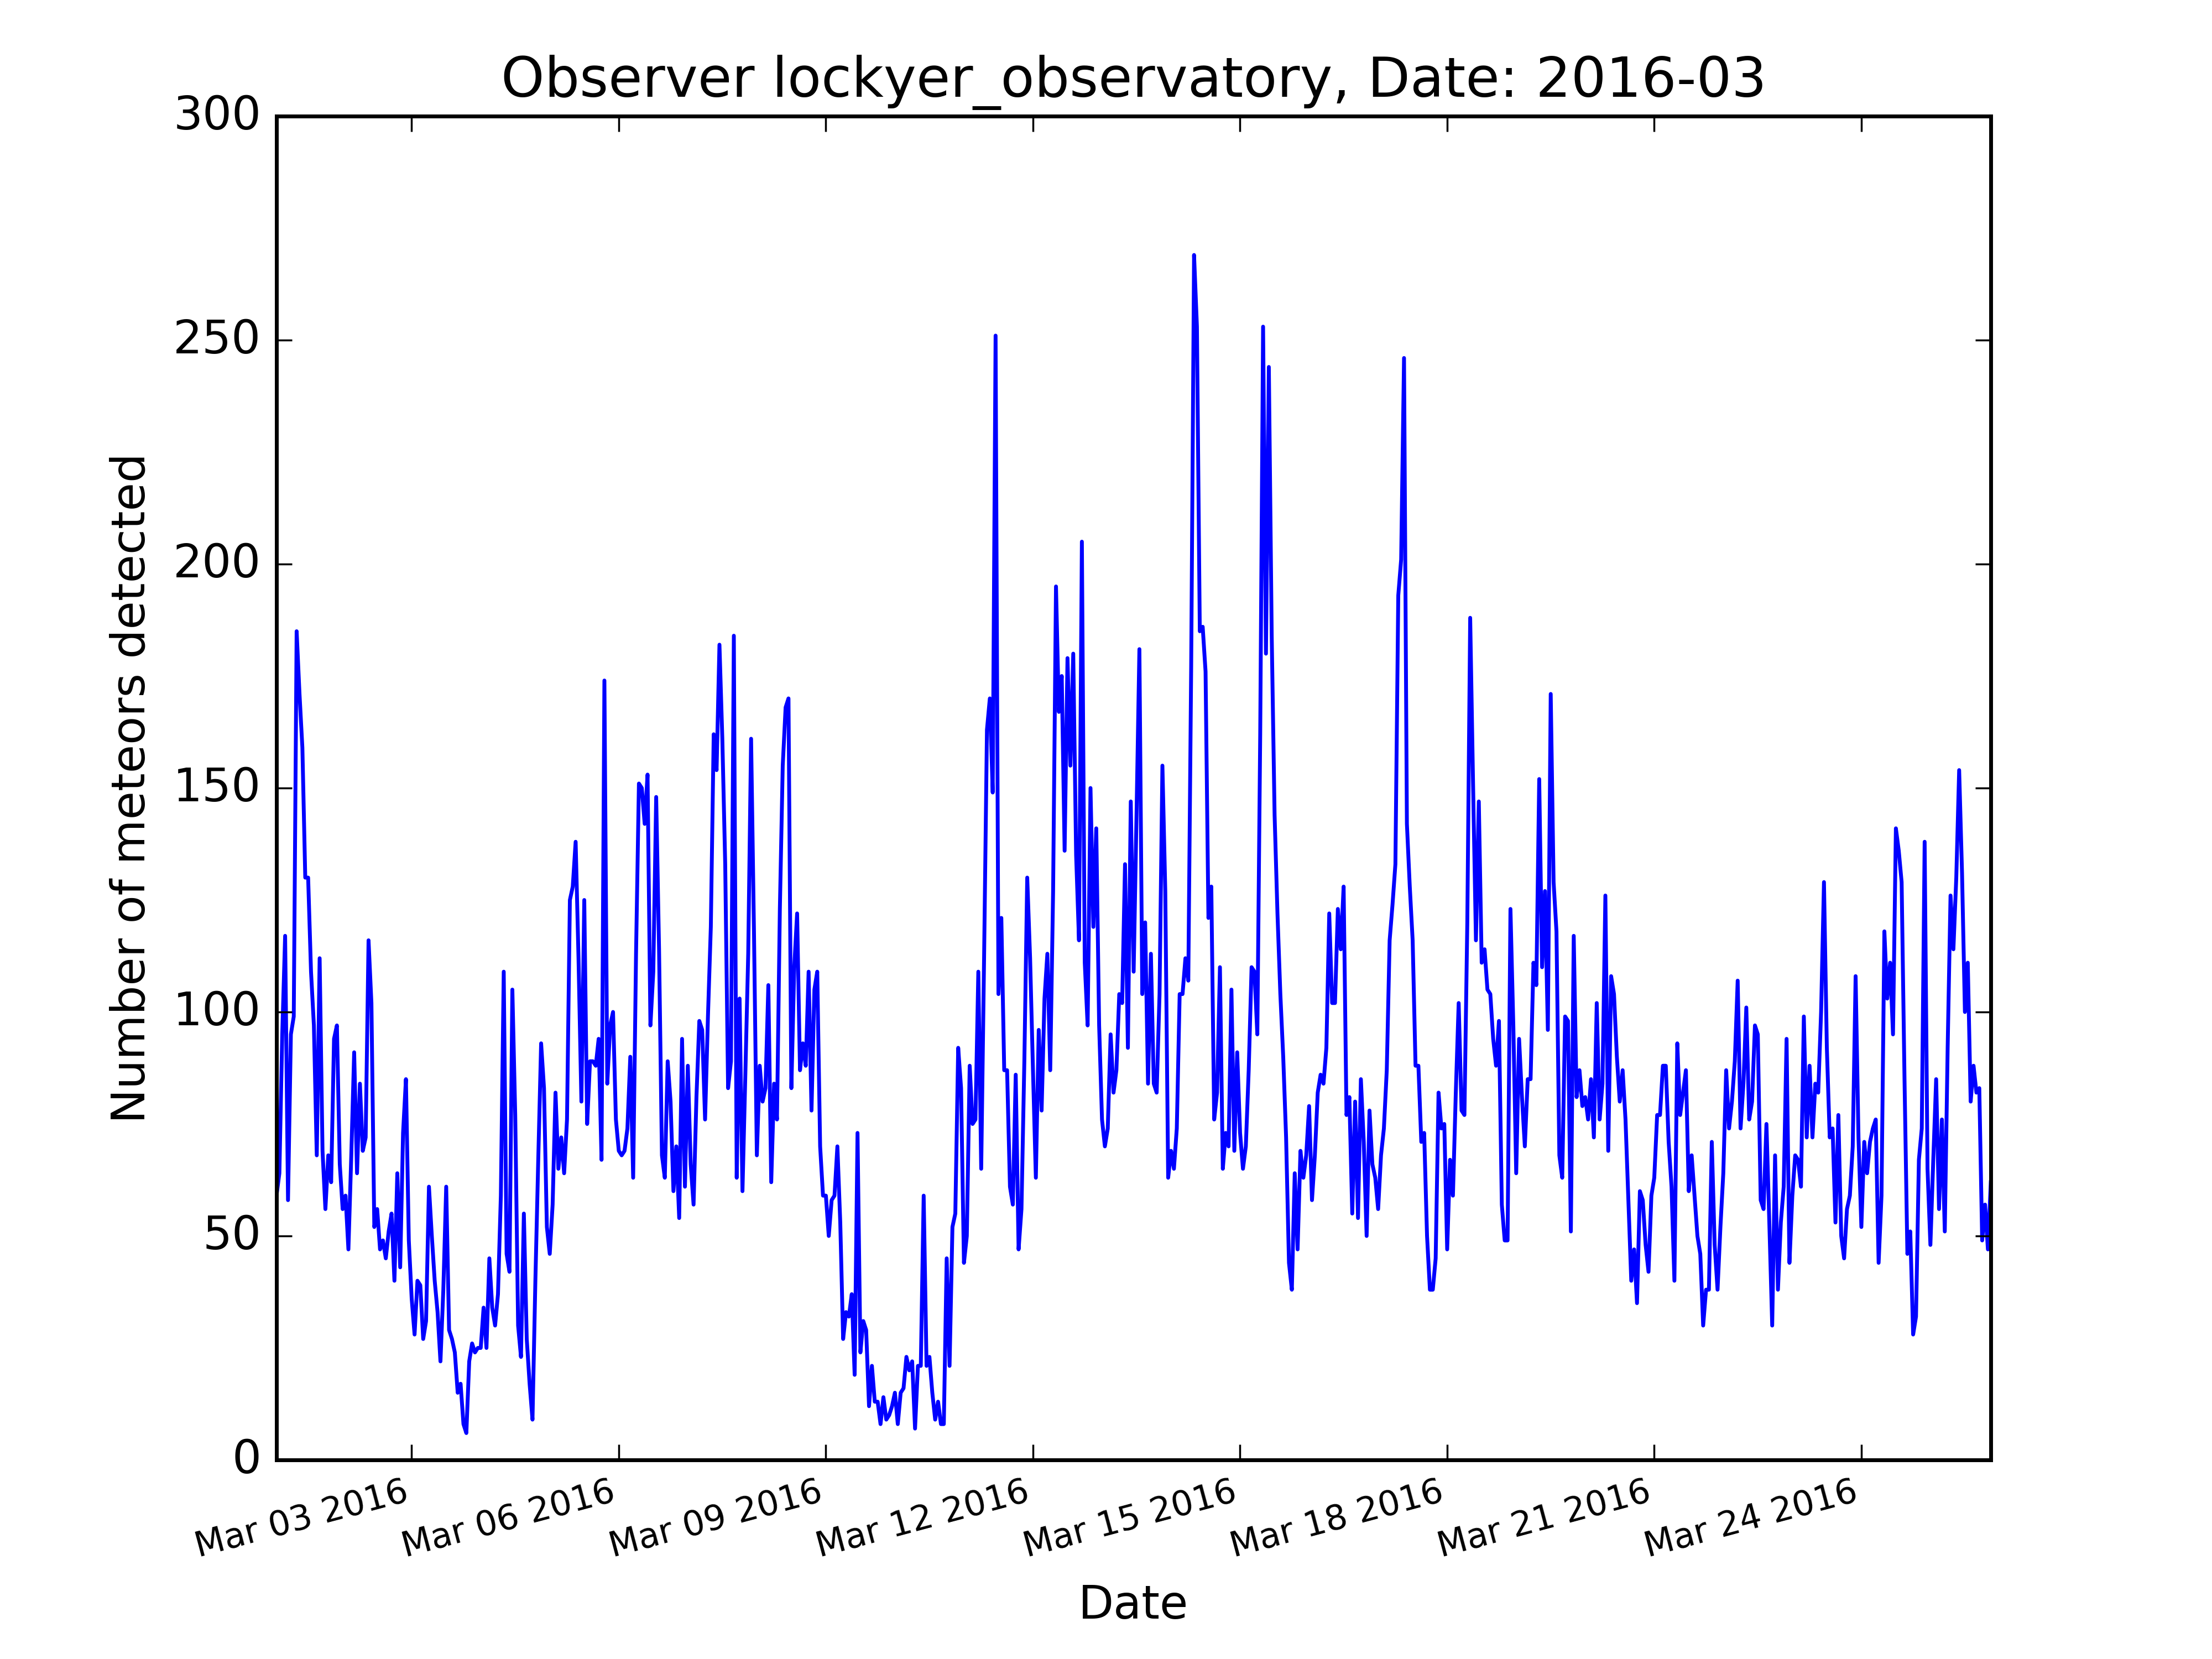 Observer lockyer_observatory, Date: 2016-03
Number of meteors detected
300
250
200
150
100
50
0
Mar 03 2016
Mar 06 2016
Mar 09 2016
Mar 12 2016
Mar 15 2016
Mar 18 2016
Mar 21 2016
Mar 24 2016
Date